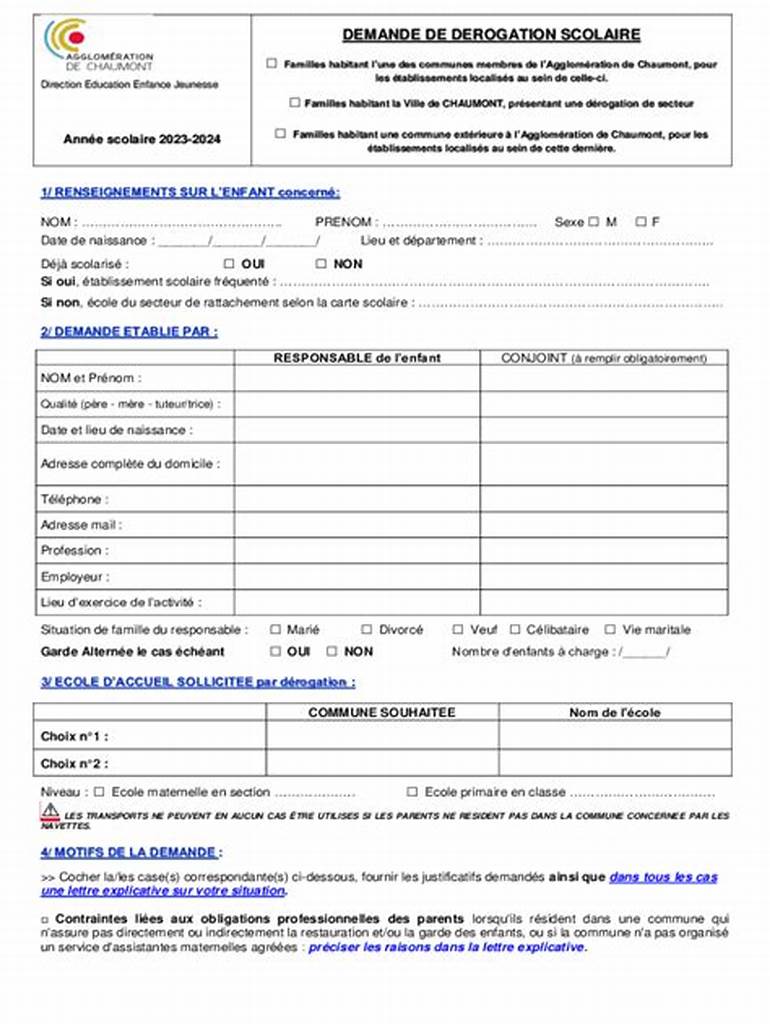 AGGLOMÉRATION
DE CHAUMONT
Direction Education Enfance Jeunesse
Année scolaire 2023-2024
DEMANDE DE DEROGATION SCOLAIRE
☐ Familles habitant l'une des communes membres de l'Agglomération de Chaumont, pour
les établissements localisés au sein de celle-ci.
☐ Familles habitant la Ville de CHAUMONT, présentant une dérogation de secteur
☐ Familles habitant une commune extérieure à l'Agglomération de Chaumont, pour les
établissements localisés au sein de cette dernière.
1/ RENSEIGNEMENTS SUR L'ENFANT concerné:
NOM : ................................................ PRENOM : ..................................... Sexe ☐ M ☐ F
Date de naissance : _______/_______/_______/ Lieu et département : ......................................................
Déjà scolarisé : ☐ OUI ☐ NON
Si oui, établissement scolaire fréquenté : ......................................................................................................
Si non, école du secteur de rattachement selon la carte scolaire : ........................................................................
2/ DEMANDE ETABLIE PAR :
RESPONSABLE de l'enfant CONJOINT (à remplir obligatoirement)
NOM et Prénom :
Qualité (père - mère - tuteur/trice) :
Date et lieu de naissance :
Adresse complète du domicile :
Téléphone :
Adresse mail :
Profession :
Employeur :
Lieu d'exercice de l'activité :
Situation de famille du responsable : ☐ Marié ☐ Divorcé ☐ Veuf ☐ Célibataire ☐ Vie maritale
Garde Alternée le cas échéant ☐ OUI ☐ NON Nombre d'enfants à charge : /______/
3/ ECOLE D'ACCUEIL SOLLICITEE par dérogation :
COMMUNE SOUHAITEE Nom de l'école
Choix n°1 :
Choix n°2 :
Niveau : ☐ Ecole maternelle en section .................... ☐ Ecole primaire en classe ...................................
LES TRANSPORTS NE PEUVENT EN AUCUN CAS ÊTRE UTILISES SI LES PARENTS NE RESIDENT PAS DANS LA COMMUNE CONCERNEE PAR LES
NAVETTES.
4/ MOTIFS DE LA DEMANDE :
>> Cocher la/les case(s) correspondante(s) ci-dessous, fournir les justificatifs demandés ainsi que dans tous les cas
une lettre explicative sur votre situation.
☐ Contraintes liées aux obligations professionnelles des parents lorsqu'ils résident dans une commune qui
n'assure pas directement ou indirectement la restauration et/ou la garde des enfants, ou si la commune n'a pas organisé
un service d'assistantes maternelles agréées : préciser les raisons dans la lettre explicative.